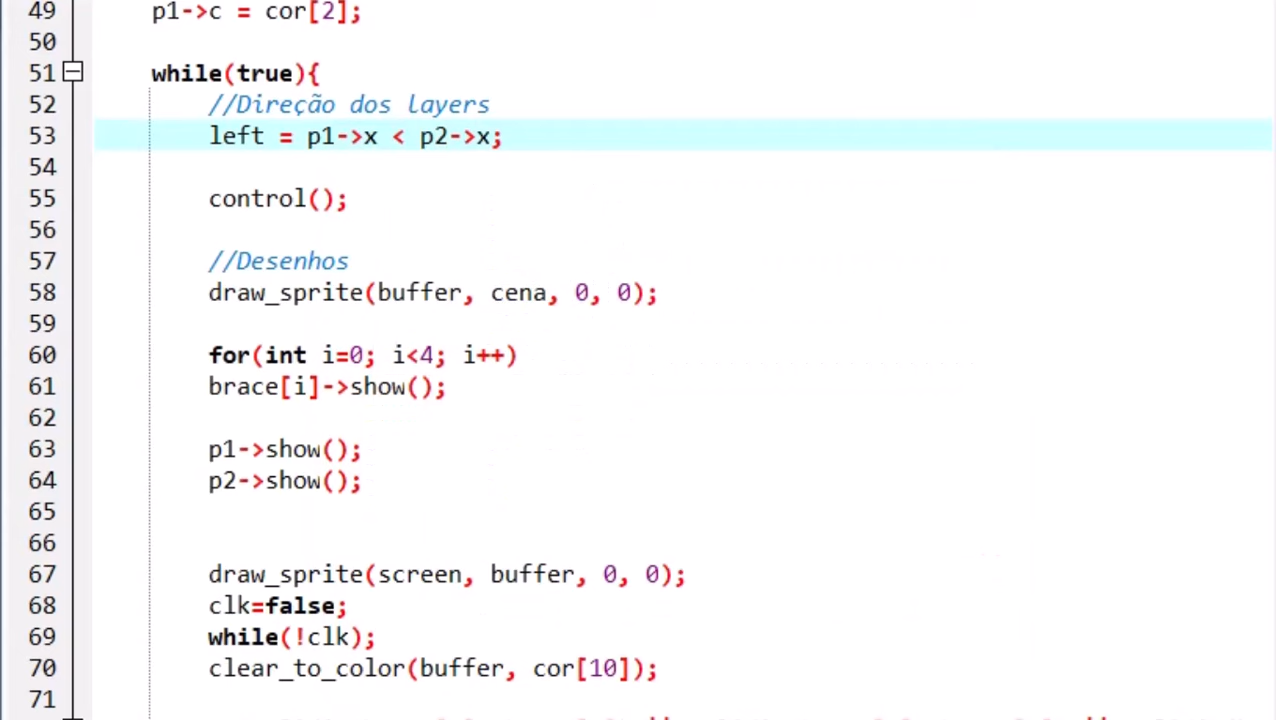 49 p1->c = cor[2];
50
51 while(true){
52 //Direção dos layers
53 left = p1->x < p2->x;
54
55 control();
56
57 //Desenhos
58 draw_sprite(buffer, cena, 0, 0);
59
60 for(int i=0; i<4; i++)
61 brace[i]->show();
62
63 p1->show();
64 p2->show();
65
66
67 draw_sprite(screen, buffer, 0, 0);
68 clk=false;
69 while(!clk);
70 clear_to_color(buffer, cor[10]);
71